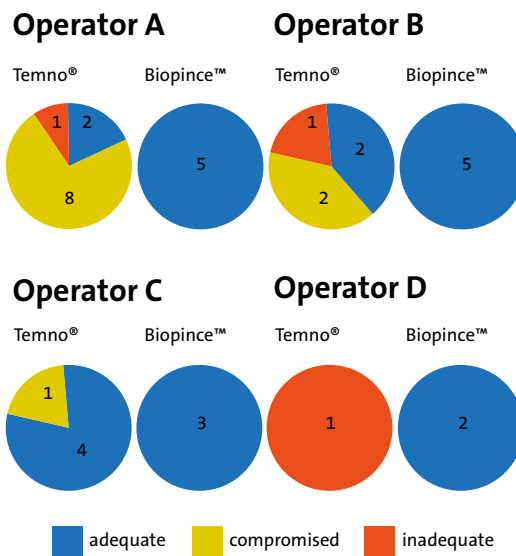 Operator A
Operator B
Temno® Biopince™ Temno® Biopince™
1 2 5 1 2 5
8 2
Operator C
Operator D
Temno® Biopince™ Temno® Biopince™
1 4 3 1 2
adequate compromised inadequate